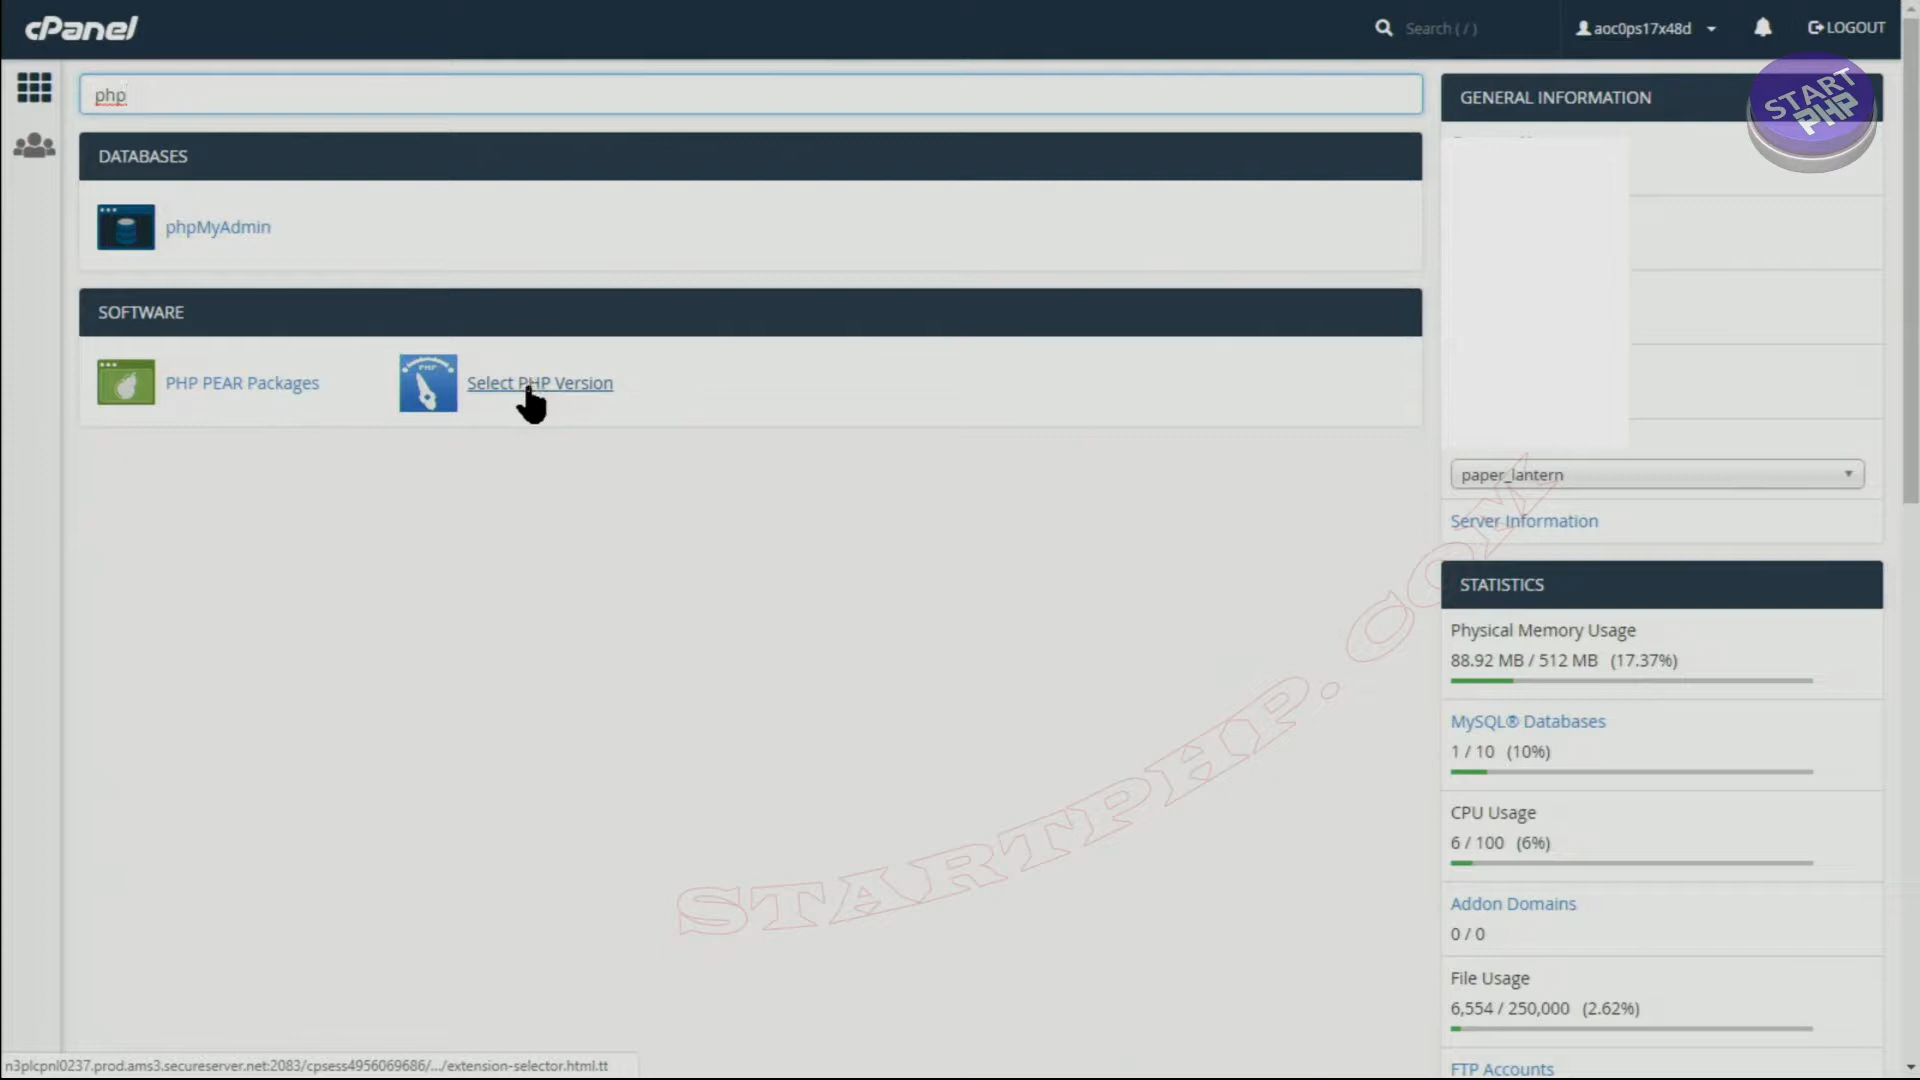 cPanel
Search ( / )
aoc0ps17x48d
LOGOUT
START PHP
php
DATABASES
phpMyAdmin
SOFTWARE
PHP PEAR Packages
PHP
Select PHP Version
GENERAL INFORMATION
paper_lantern
Server Information
STATISTICS
Physical Memory Usage
88.92 MB / 512 MB (17.37%)
MySQL® Databases
1 / 10 (10%)
CPU Usage
6 / 100 (6%)
Addon Domains
0 / 0
File Usage
6,554 / 250,000 (2.62%)
FTP Accounts
STARTPHP.COM
n3plcpnl0237.prod.ams3.secureserver.net:2083/cpsess4956069686/.../extension-selector.html.tt